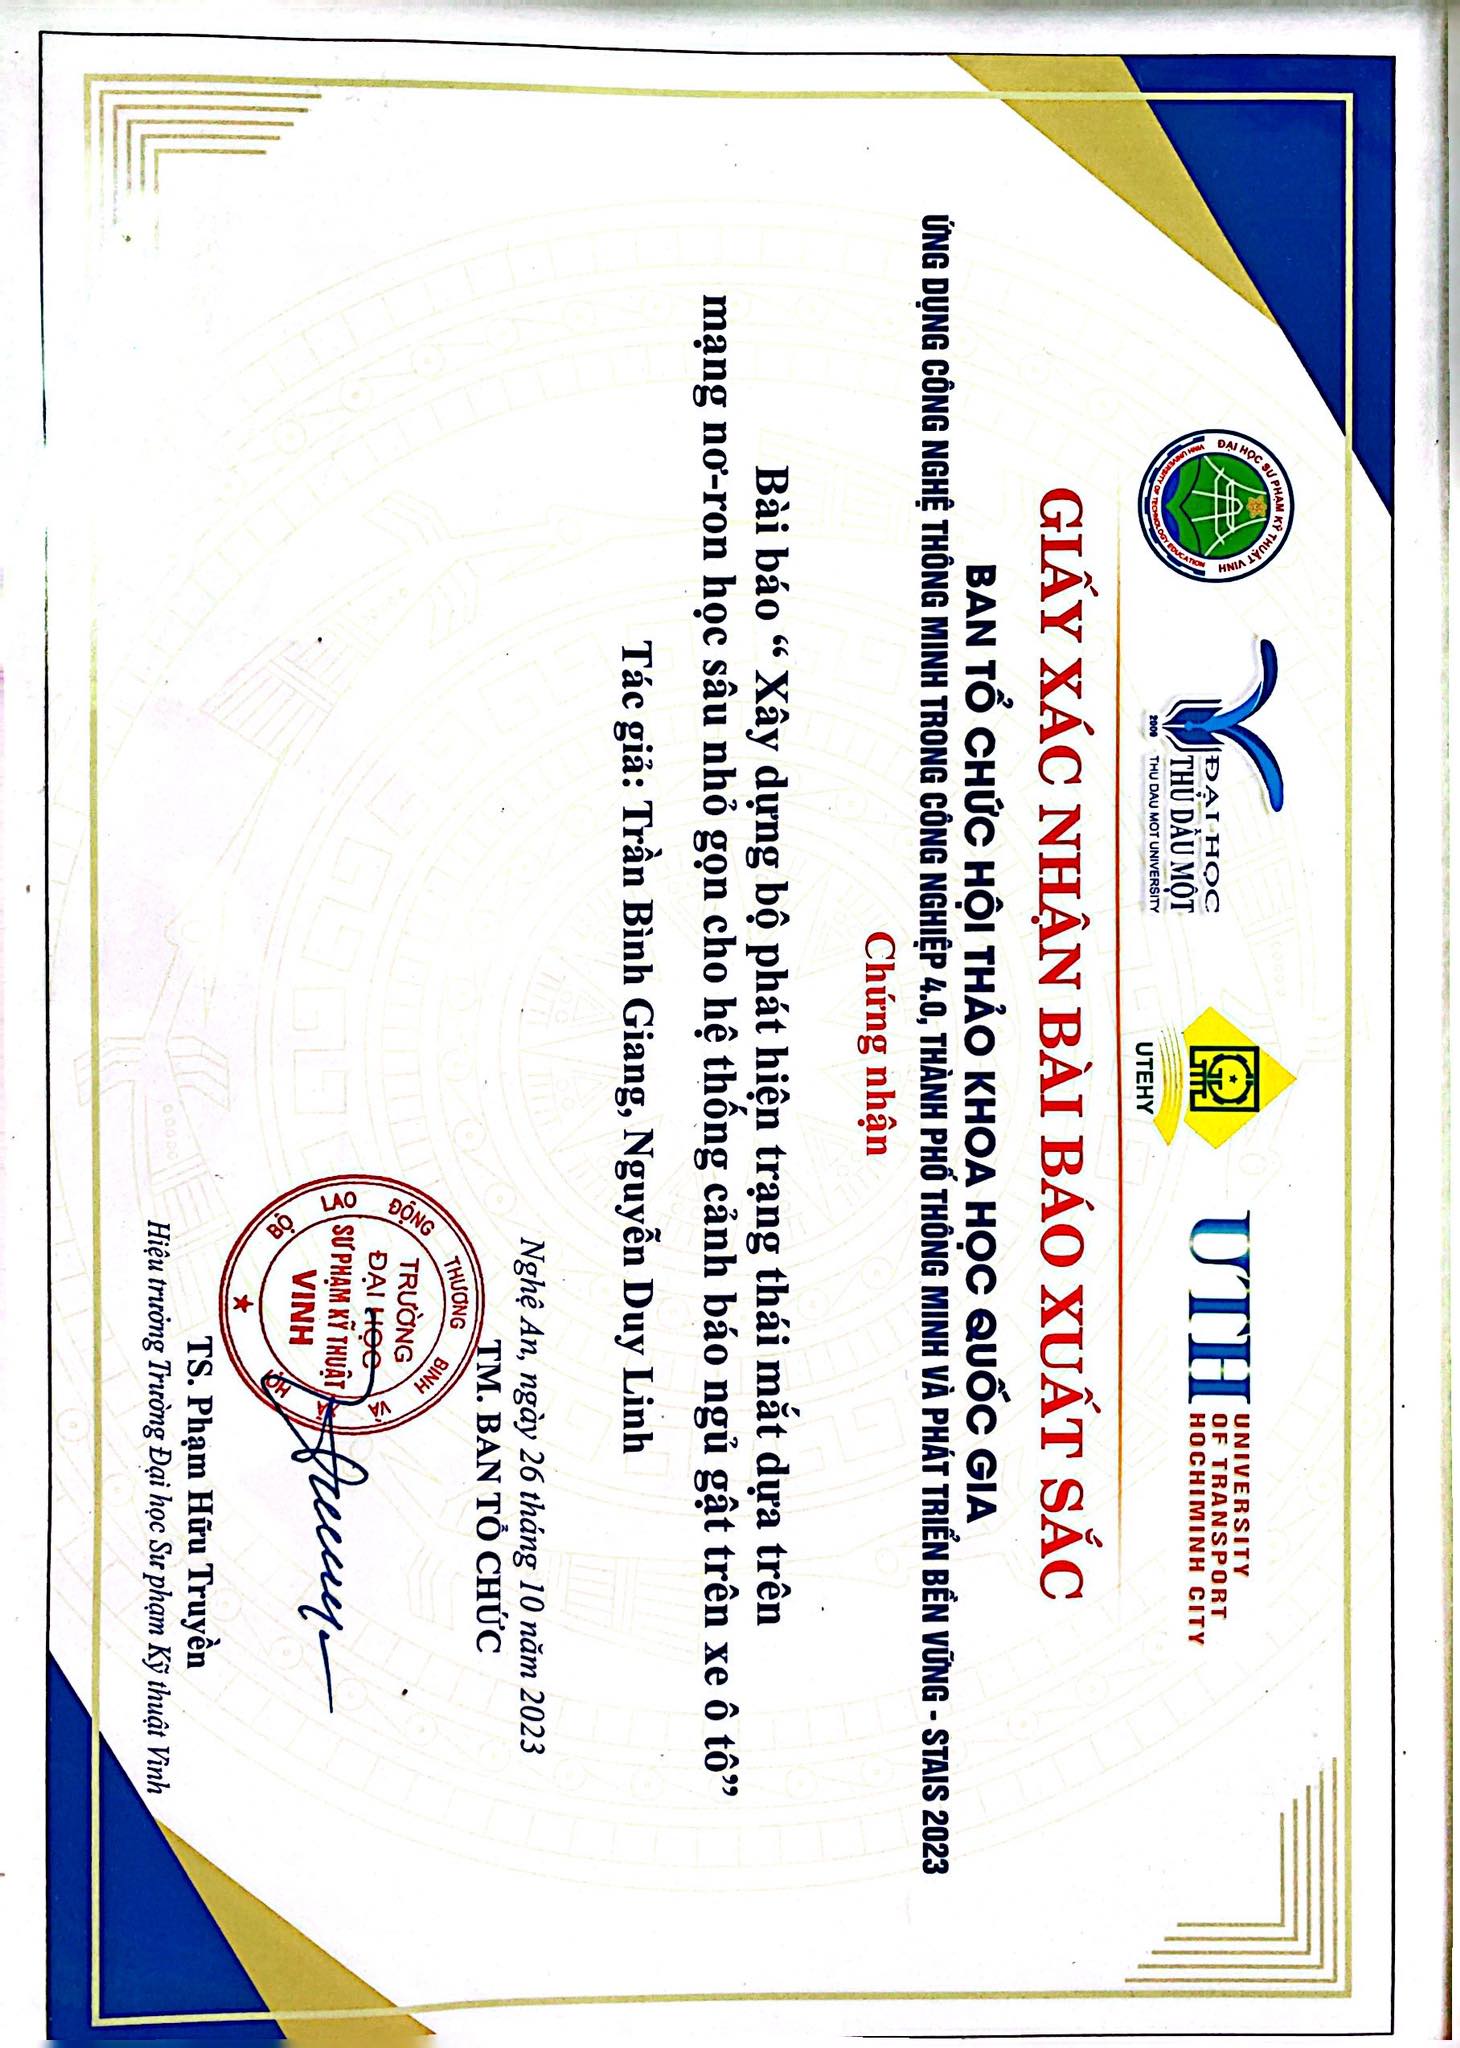 ĐẠI HỌC SƯ PHẠM KỸ THUẬT VINH
VINH UNIVERSITY OF TECHNOLOGY EDUCATION
ĐẠI HỌC
THỦ DẦU MỘT
2009 THU DAU MOT UNIVERSITY
UTEHY
UTH
UNIVERSITY
OF TRANSPORT
HOCHIMINH CITY
GIẤY XÁC NHẬN BÀI BÁO XUẤT SẮC
BAN TỔ CHỨC HỘI THẢO KHOA HỌC QUỐC GIA
ỨNG DỤNG CÔNG NGHỆ THÔNG MINH TRONG CÔNG NGHIỆP 4.0, THÀNH PHỐ THÔNG MINH VÀ PHÁT TRIỂN BỀN VỮNG - STAIS 2023
Chứng nhận
Bài báo “ Xây dựng bộ phát hiện trạng thái mắt dựa trên
mạng nơ-ron học sâu nhỏ gọn cho hệ thống cảnh báo ngủ gật trên xe ô tô”
Tác giả: Trần Bình Giang, Nguyễn Duy Linh
Nghệ An, ngày 26 tháng 10 năm 2023
TM. BAN TỔ CHỨC
BỘ LAO ĐỘNG THƯƠNG BINH VÀ XÃ HỘI
TRƯỜNG
ĐẠI HỌC
SƯ PHẠM KỸ THUẬT
VINH
TS. Phạm Hữu Truyền
Hiệu trưởng Trường Đại học Sư phạm Kỹ thuật Vinh